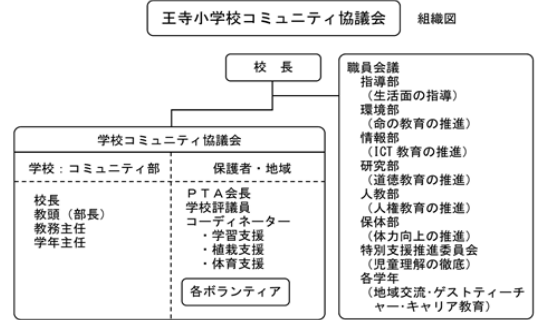 王寺小学校コミュニティ協議会　組織図
校　長
学校コミュニティ協議会
学校：コミュニティ部
校長
教頭（部長）
教務主任
学年主任
保護者・地域
ＰＴＡ会長
学校評議員
コーディネーター
・学習支援
・植栽支援
・体育支援
各ボランティア
職員会議
指導部
（生活面の指導）
環境部
（命の教育の推進）
情報部
（ICT 教育の推進）
研究部
（道徳教育の推進）
人教部
（人権教育の推進）
保体部
（体力向上の推進）
特別支援推進委員会
（児童理解の徹底）
各学年
（地域交流・ゲストティーチ
ャー・キャリア教育）